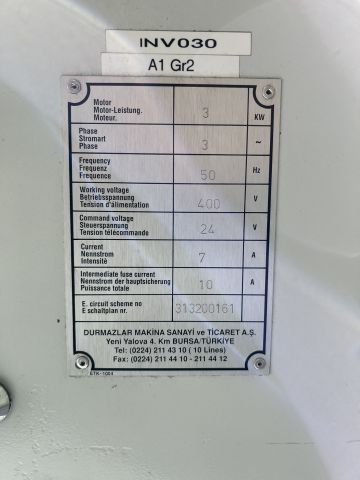 INV030
A1 Gr2
Motor
Motor-Leistung.
Moteur.
3
KW
Phase
Stromart
Phase
3
~
Frequency
Frequenz
Frequence
50
Hz
Working voltage
Betriebsspannung
Tension d'alimentation
400
V
Command voltage
Steuerspannung
Tension télécommande
24
V
Current
Nennstrom
Intensité
7
A
Intermediate fuse current
Nennstrom der hauptsicherung
Puissance totale
10
A
E. circuit scheme no
E schaltplan nr.
313200161
DURMAZLAR MAKİNA SANAYİ ve TİCARET A.Ş.
Yeni Yalova 4. Km BURSA/TÜRKİYE
Tel: (0224) 211 43 10 ( 10 Lines)
Fax: (0224) 211 44 10 - 211 44 12
ETK-1004